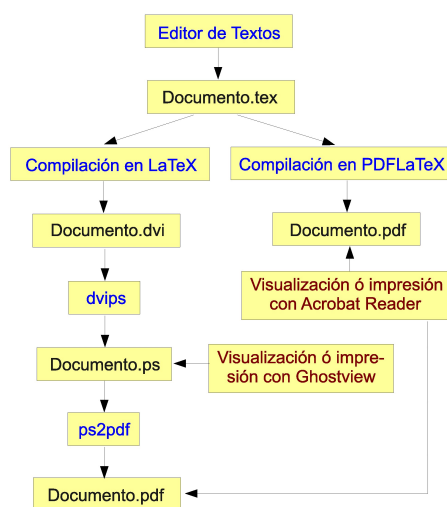 Editor de Textos
Documento.tex
Compilación en LaTeX
Compilación en PDFLaTeX
Documento.dvi
Documento.pdf
dvips
Visualización ó impresión
con Acrobat Reader
Documento.ps
Visualización ó impre-
sión con Ghostview
ps2pdf
Documento.pdf